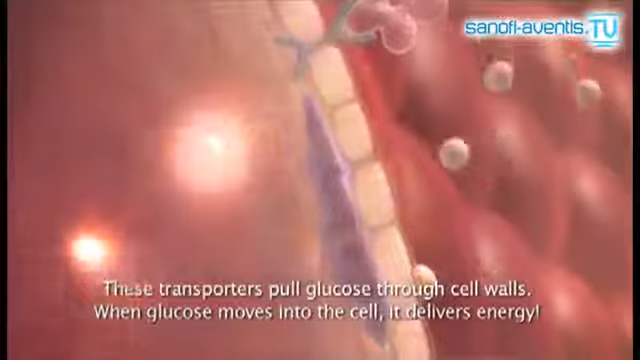 sanofi-aventis.TV
These transporters pull glucose through cell walls.
When glucose moves into the cell, it delivers energy!